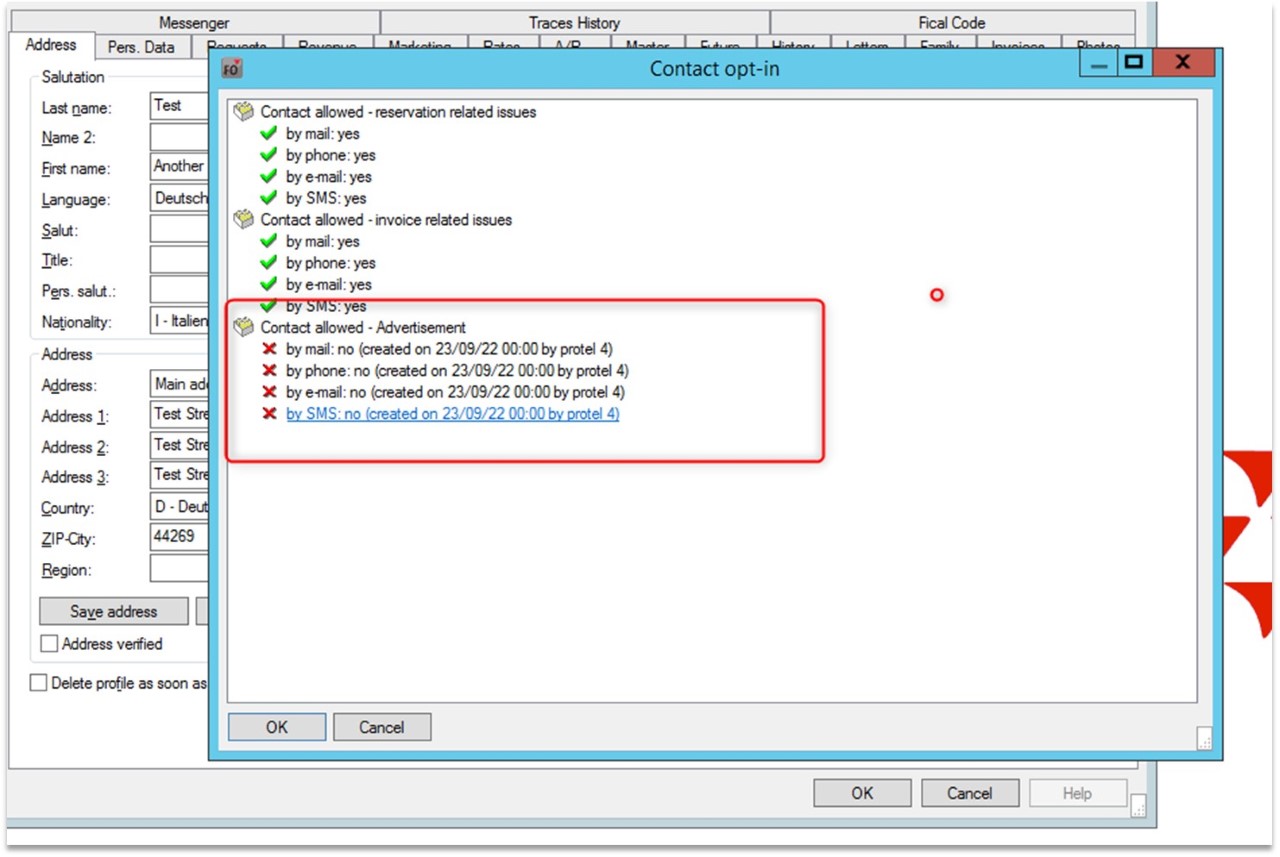 Messenger Traces History Fical Code
Address Pers. Data Requests Revenue Marketing Rates A/R Master Future History Letters Family Invoices Photos
FO Contact opt-in
Salutation
Last name: Test
Name 2:
First name: Another
Language: Deutsch
Salut:
Title:
Pers. salut.:
Nationality: I - Italien
Address
Address: Main add
Address 1: Test Stre
Address 2: Test Stre
Address 3: Test Stre
Country: D - Deut
ZIP-City: 44269
Region:
Save address
Address verified
Delete profile as soon as
Contact allowed - reservation related issues
by mail: yes
by phone: yes
by e-mail: yes
by SMS: yes
Contact allowed - invoice related issues
by mail: yes
by phone: yes
by e-mail: yes
by SMS: yes
Contact allowed - Advertisement
by mail: no (created on 23/09/22 00:00 by protel 4)
by phone: no (created on 23/09/22 00:00 by protel 4)
by e-mail: no (created on 23/09/22 00:00 by protel 4)
by SMS: no (created on 23/09/22 00:00 by protel 4)
OK Cancel
OK Cancel Help